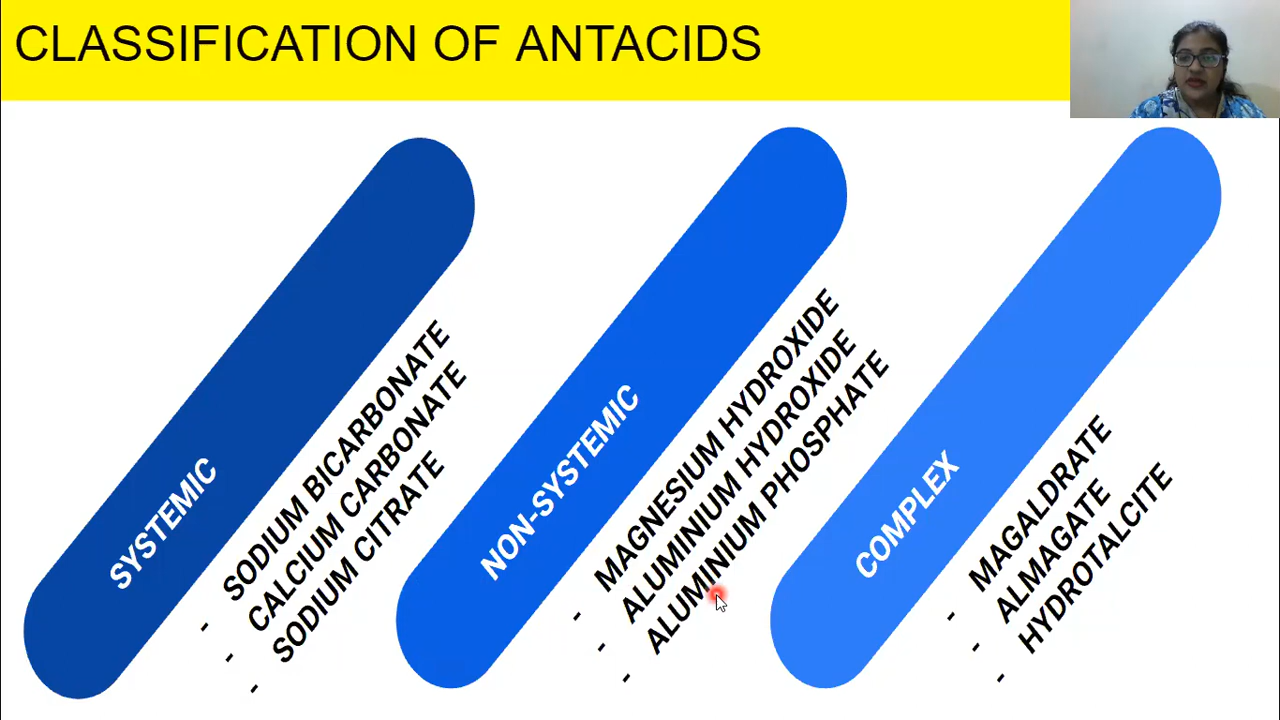 CLASSIFICATION OF ANTACIDS
SYSTEMIC
- SODIUM BICARBONATE
- CALCIUM CARBONATE
- SODIUM CITRATE
NON-SYSTEMIC
- MAGNESIUM HYDROXIDE
- ALUMINIUM HYDROXIDE
- ALUMINIUM PHOSPHATE
COMPLEX
- MAGALDRATE
- ALMAGATE
- HYDROTALCITE